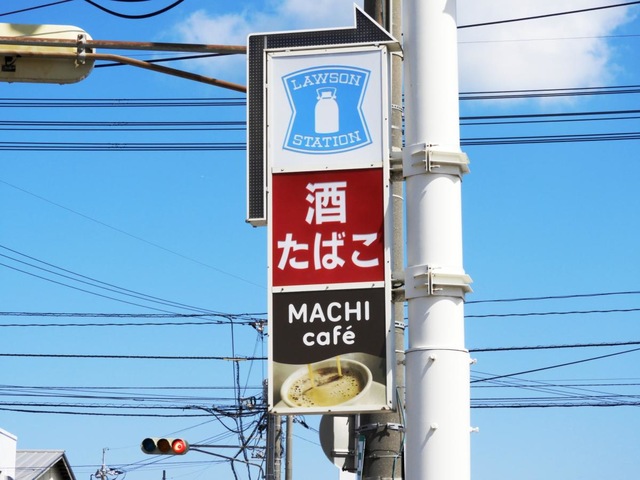 LAWSON
STATION
酒
たばこ
MACHI
café